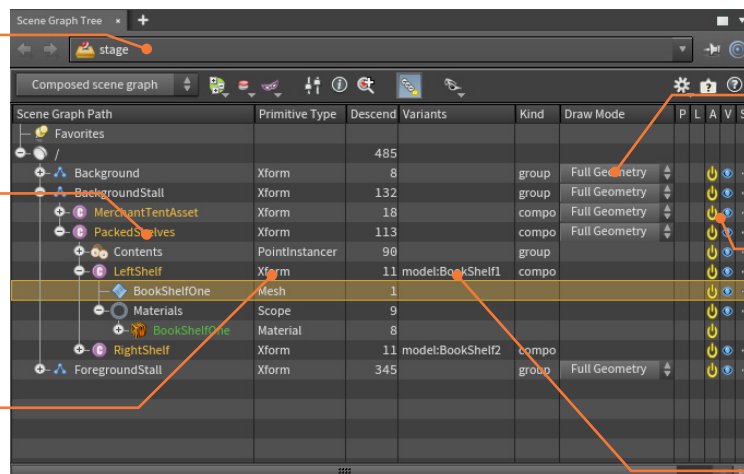 Scene Graph Tree × +
stage
Composed scene graph
Scene Graph Path Primitive Type Descend Variants Kind Draw Mode P L A V S
Favorites
/ 485
Background Xform 8 group Full Geometry
BackgroundStall Xform 132 group Full Geometry
MerchantTentAsset Xform 18 compo Full Geometry
PackedShelves Xform 113 compo Full Geometry
Contents PointInstancer 90 group
LeftShelf Xform 11 model:BookShelf1 compo
BookShelfOne Mesh 1
Materials Scope 9
BookShelfOne Material 8
RightShelf Xform 11 model:BookShelf2 compo
ForegroundStall Xform 345 group Full Geometry